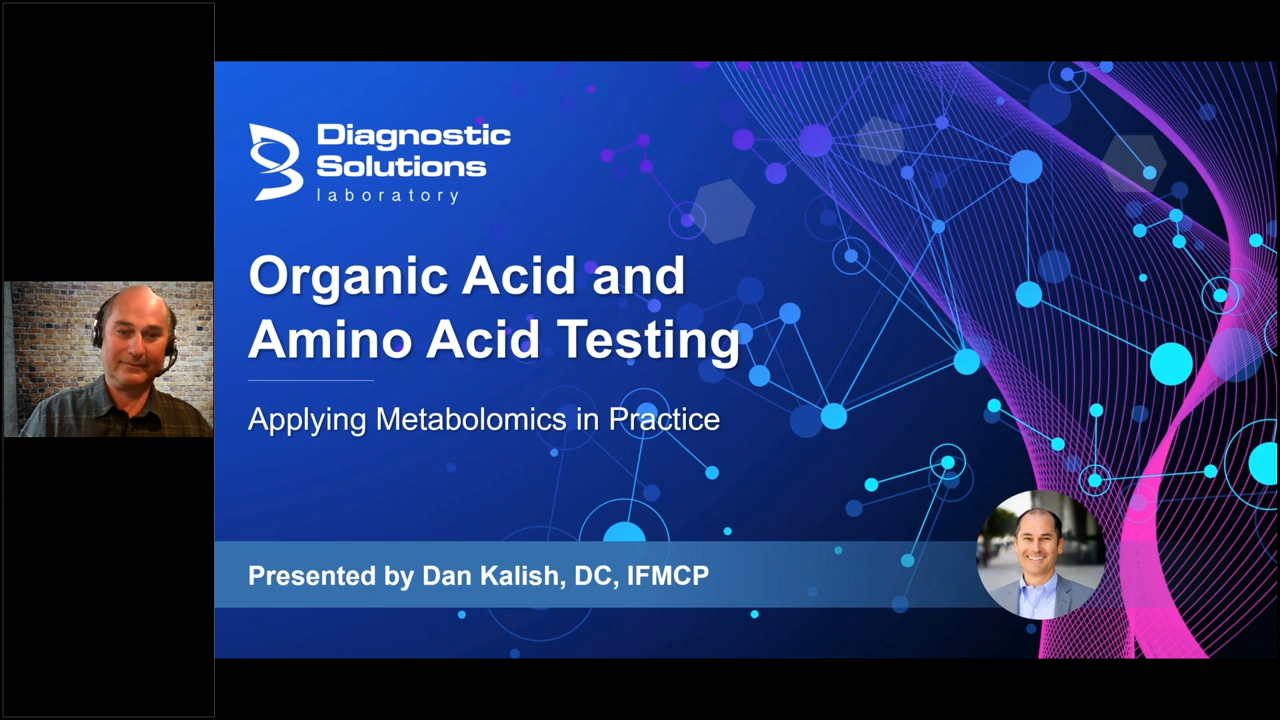 Diagnostic
Solutions
laboratory
Organic Acid and
Amino Acid Testing
Applying Metabolomics in Practice
Presented by Dan Kalish, DC, IFMCP